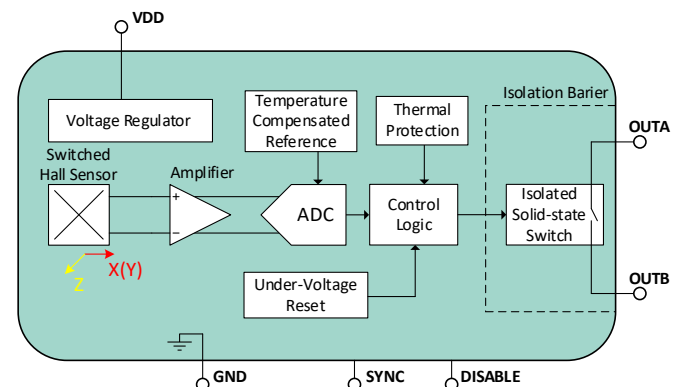 VDD
Isolation Barier
Voltage Regulator
Temperature
Compensated
Reference
Thermal
Protection
OUTA
Switched
Hall Sensor
Amplifier
+
−
ADC
Control
Logic
Isolated
Solid-state
Switch
X(Y)
Z
Under-Voltage
Reset
OUTB
GND
SYNC
DISABLE